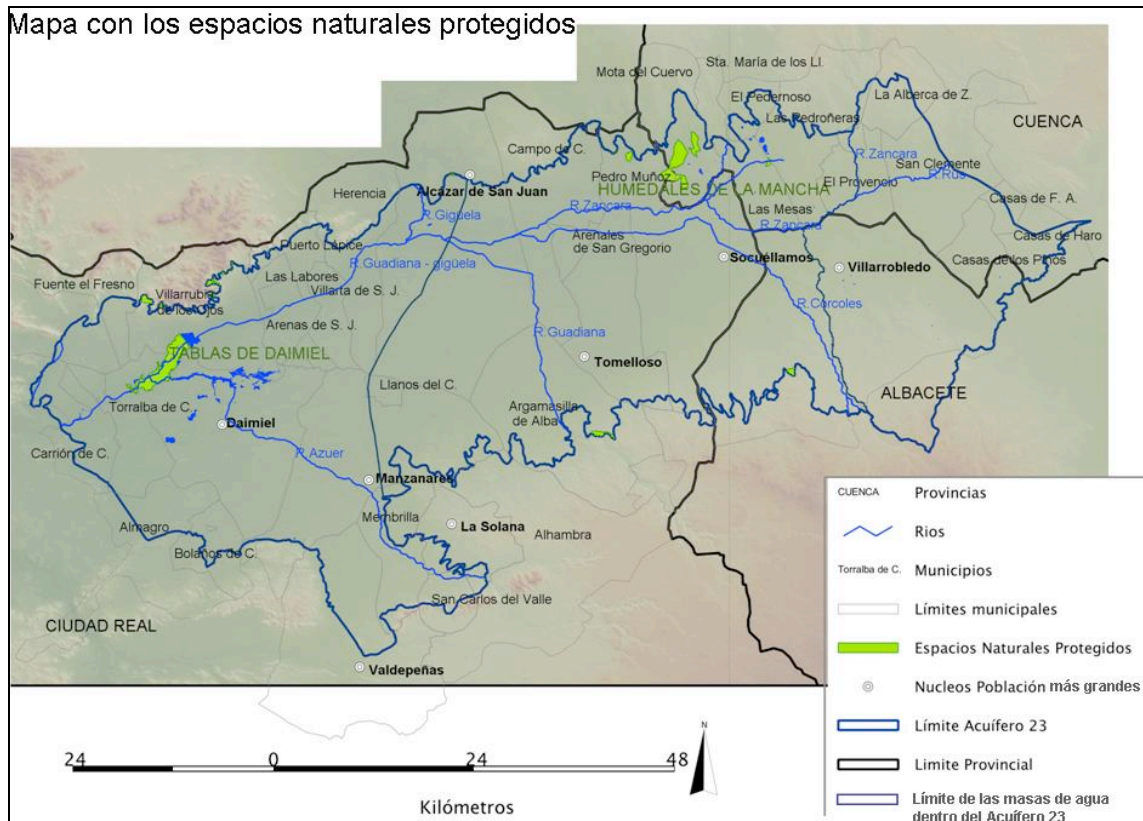 Mapa con los espacios naturales protegidos
Mota del Cuervo
Sta. María de los Ll.
El Pedernoso
La Alberca de Z.
Las Pedroñeras
CUENCA
Campo de C.
R.Zancara
San Clemente
R.Rus
Pedro Muñoz
El Provencio
Herencia
Alcázar de San Juan
HUMEDALES DE LA MANCHA
R.Gigüela
R.Zancara
Las Mesas
Casas de F. A.
R.Zancara
Puerto Lápice
Arenales
de San Gregorio
Casas de Haro
Fuente el Fresno
Las Labores
R.Guadiana - gigüela
Socuéllamos
Villarrobledo
Casas de los Pinos
Villarrubia
de los Ojos
Villarta de S. J.
R.Corcoles
Arenas de S. J.
R.Guadiana
TABLAS DE DAIMIEL
Tomelloso
Llanos del C.
ALBACETE
Torralba de C.
Argamasilla
de Alba
Daimiel
Carrión de C.
R.Azuer
Manzanares
Membrilla
La Solana
Almagro
Alhambra
Bolaños de C.
San Carlos del Valle
CIUDAD REAL
Valdepeñas
CUENCA Provincias
Rios
Torralba de C. Municipios
Límites municipales
Espacios Naturales Protegidos
Nucleos Población más grandes
Límite Acuífero 23
Limite Provincial
Límite de las masas de agua
dentro del Acuífero 23
N
24 0 24 48
Kilómetros